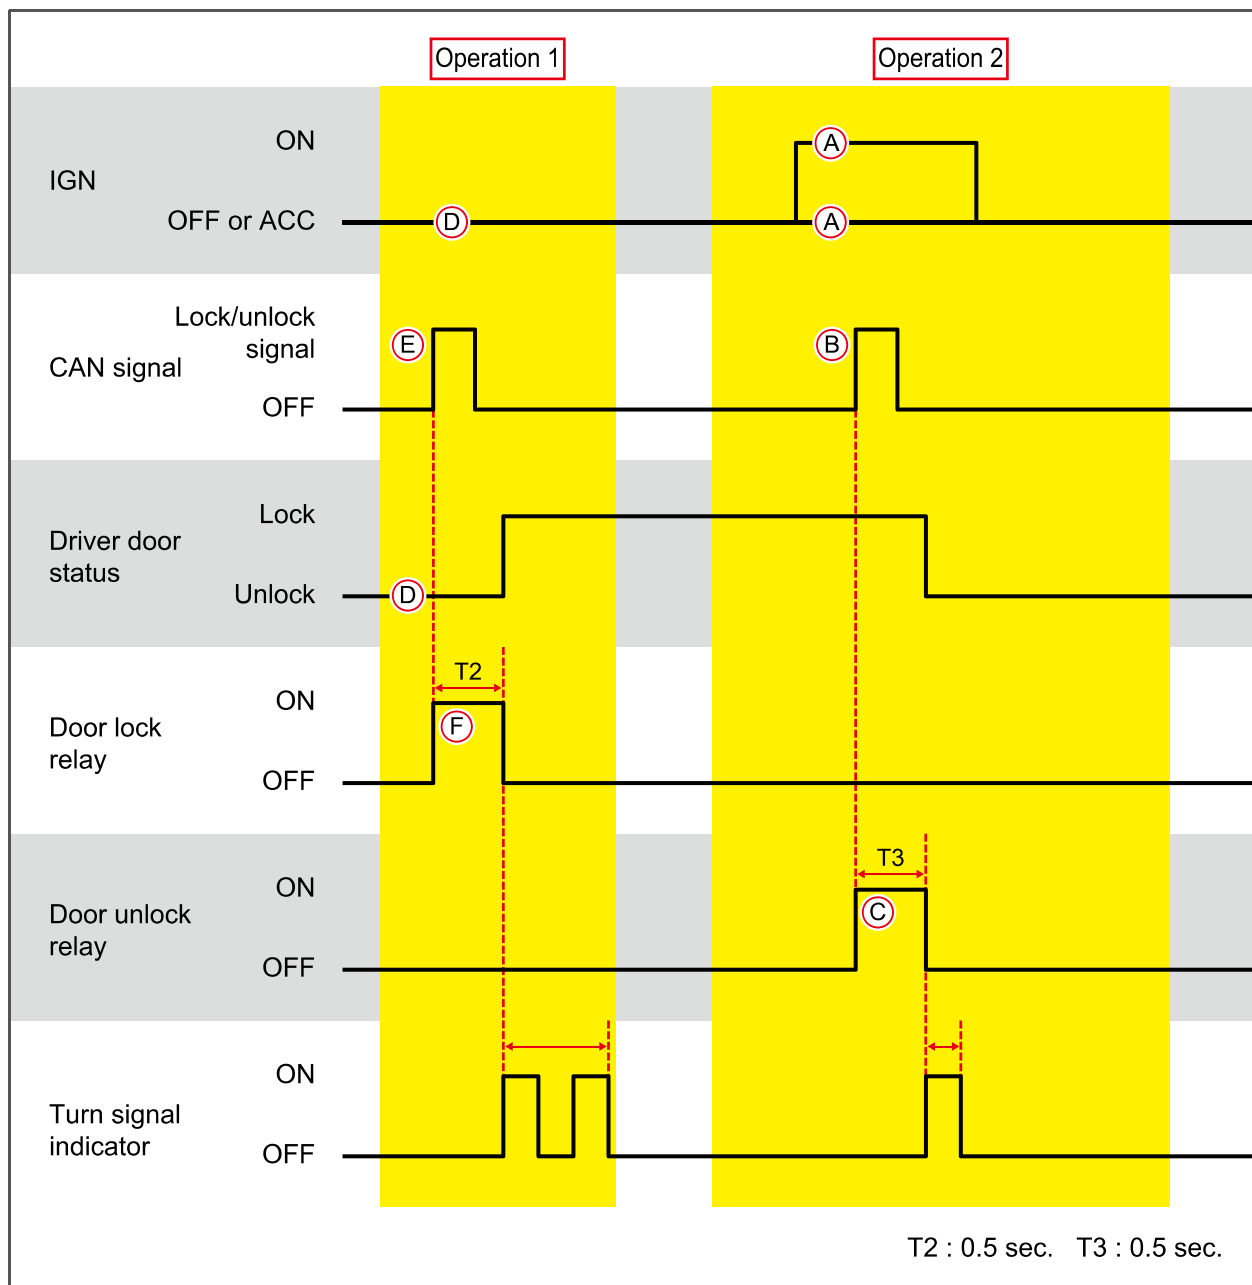 Operation 1
Operation 2
IGN
ON
A
OFF or ACC
D
A
CAN signal
Lock/unlock
signal
E
B
OFF
Driver door
status
Lock
Unlock
D
Door lock
relay
ON
T2
F
OFF
Door unlock
relay
ON
T3
C
OFF
Turn signal
indicator
ON
OFF
T2 : 0.5 sec. T3 : 0.5 sec.